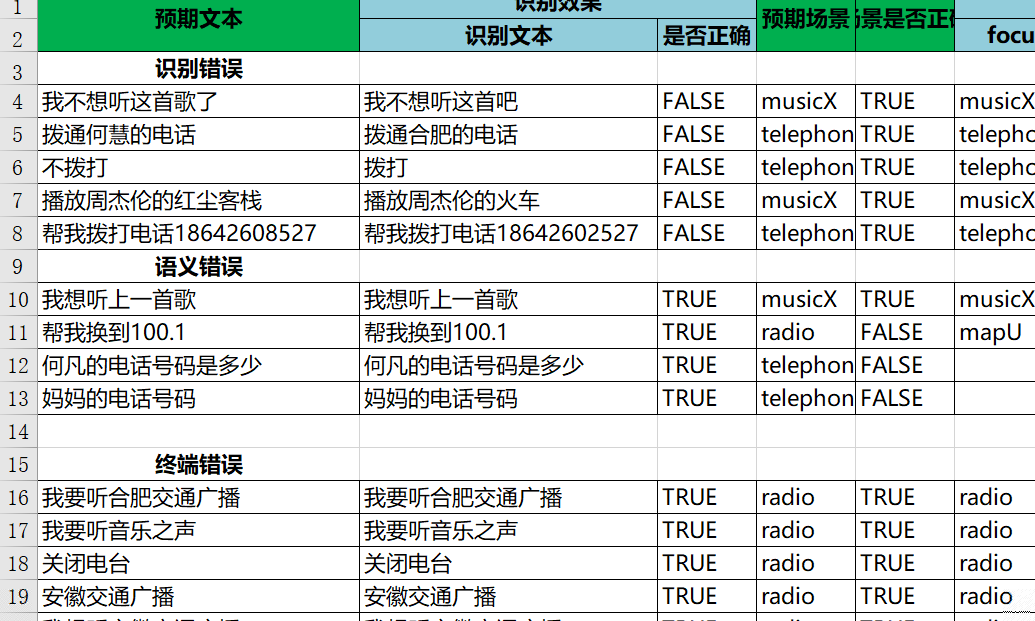 识别效果
预期文本 预期场景 景是否正确
识别文本 是否正确 focu
1
2
3 识别错误
4 我不想听这首歌了 我不想听这首吧 FALSE musicX TRUE musicX
5 拨通何慧的电话 拨通合肥的电话 FALSE telephon TRUE telepho
6 不拨打 拨打 FALSE telephon TRUE telepho
7 播放周杰伦的红尘客栈 播放周杰伦的火车 FALSE musicX TRUE musicX
8 帮我拨打电话18642608527 帮我拨打电话18642602527 FALSE telephon TRUE telepho
9 语义错误
10 我想听上一首歌 我想听上一首歌 TRUE musicX TRUE musicX
11 帮我换到100.1 帮我换到100.1 TRUE radio FALSE mapU
12 何凡的电话号码是多少 何凡的电话号码是多少 TRUE telephon FALSE
13 妈妈的电话号码 妈妈的电话号码 TRUE telephon FALSE
14
15 终端错误
16 我要听合肥交通广播 我要听合肥交通广播 TRUE radio TRUE radio
17 我要听音乐之声 我要听音乐之声 TRUE radio TRUE radio
18 关闭电台 关闭电台 TRUE radio TRUE radio
19 安徽交通广播 安徽交通广播 TRUE radio TRUE radio